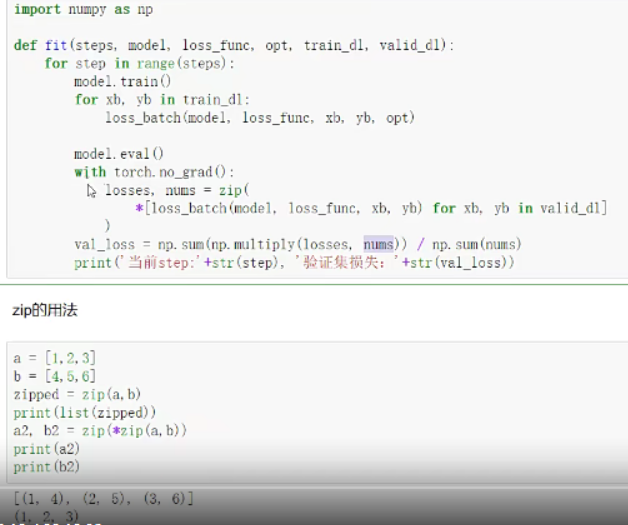 import numpy as np
def fit(steps, model, loss_func, opt, train_dl, valid_dl):
    for step in range(steps):
        model.train()
        for xb, yb in train_dl:
            loss_batch(model, loss_func, xb, yb, opt)
        model.eval()
        with torch.no_grad():
            losses, nums = zip(
                *[loss_batch(model, loss_func, xb, yb) for xb, yb in valid_dl]
            )
        val_loss = np.sum(np.multiply(losses, nums)) / np.sum(nums)
        print('当前step:'+str(step), '验证集损失：'+str(val_loss))
zip的用法
a = [1,2,3]
b = [4,5,6]
zipped = zip(a,b)
print(list(zipped))
a2, b2 = zip(*zip(a,b))
print(a2)
print(b2)
[(1, 4), (2, 5), (3, 6)]
(1, 2, 3)